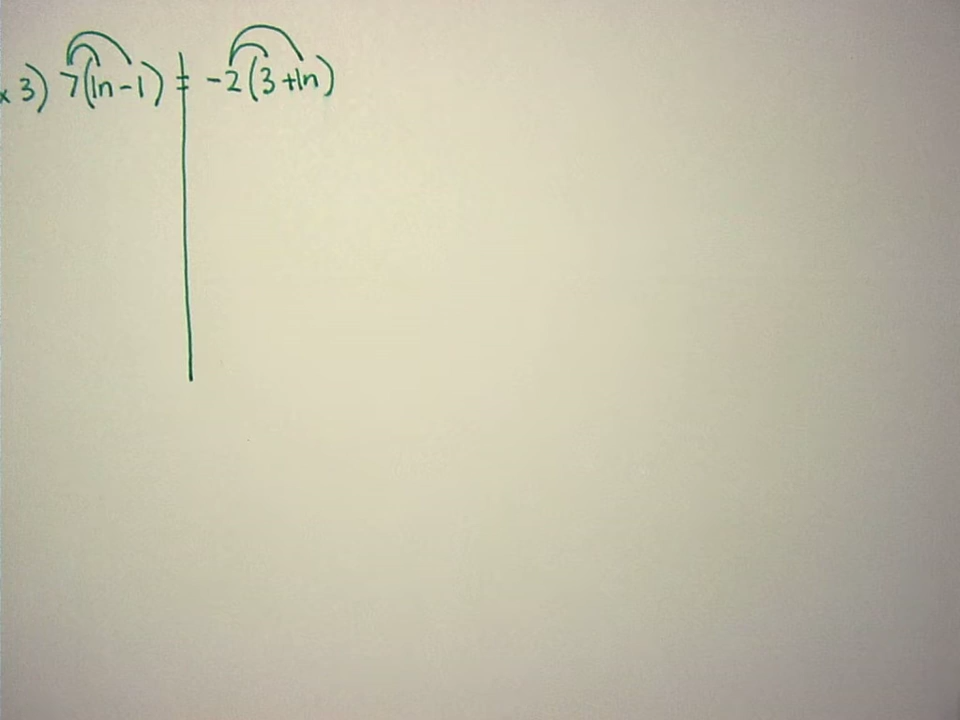 x 3) 7(1n-1) = -2(3+1n)